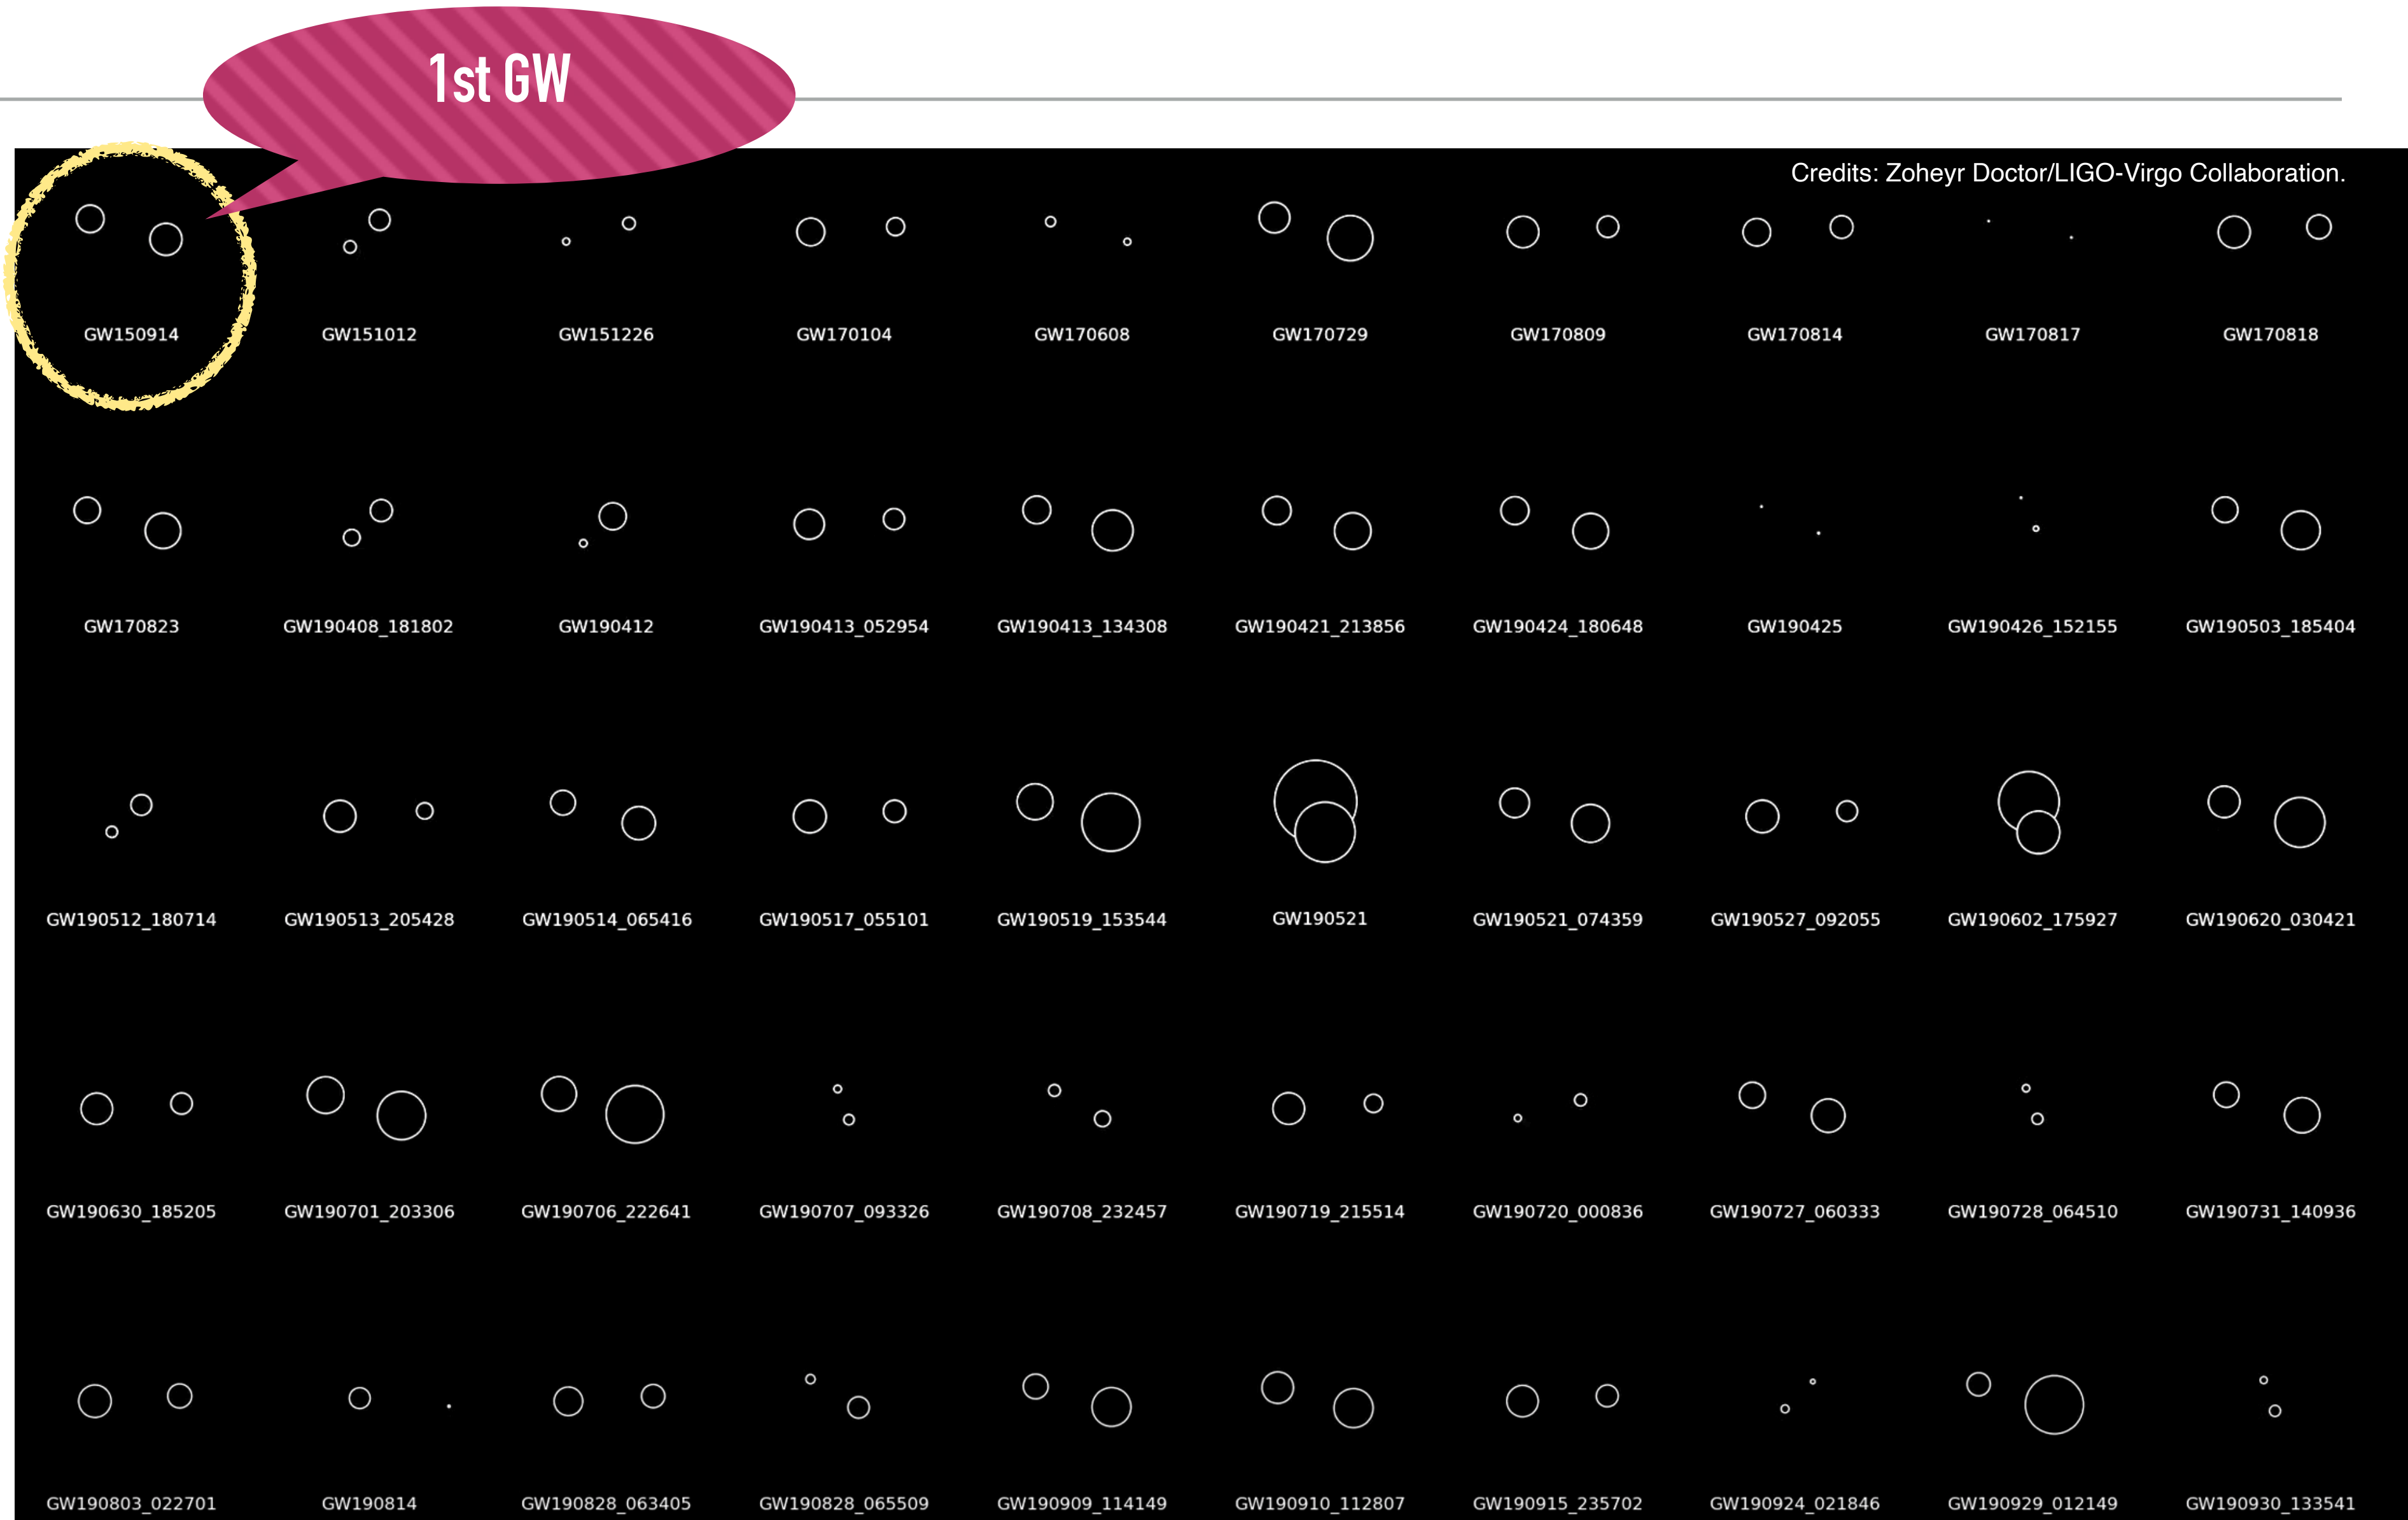 1st GW
Credits: Zoheyr Doctor/LIGO-Virgo Collaboration.
GW150914 GW151012 GW151226 GW170104 GW170608 GW170729 GW170809 GW170814 GW170817 GW170818
GW170823 GW190408_181802 GW190412 GW190413_052954 GW190413_134308 GW190421_213856 GW190424_180648 GW190425 GW190426_152155 GW190503_185404
GW190512_180714 GW190513_205428 GW190514_065416 GW190517_055101 GW190519_153544 GW190521 GW190521_074359 GW190527_092055 GW190602_175927 GW190620_030421
GW190630_185205 GW190701_203306 GW190706_222641 GW190707_093326 GW190708_232457 GW190719_215514 GW190720_000836 GW190727_060333 GW190728_064510 GW190731_140936
GW190803_022701 GW190814 GW190828_063405 GW190828_065509 GW190909_114149 GW190910_112807 GW190915_235702 GW190924_021846 GW190929_012149 GW190930_133541